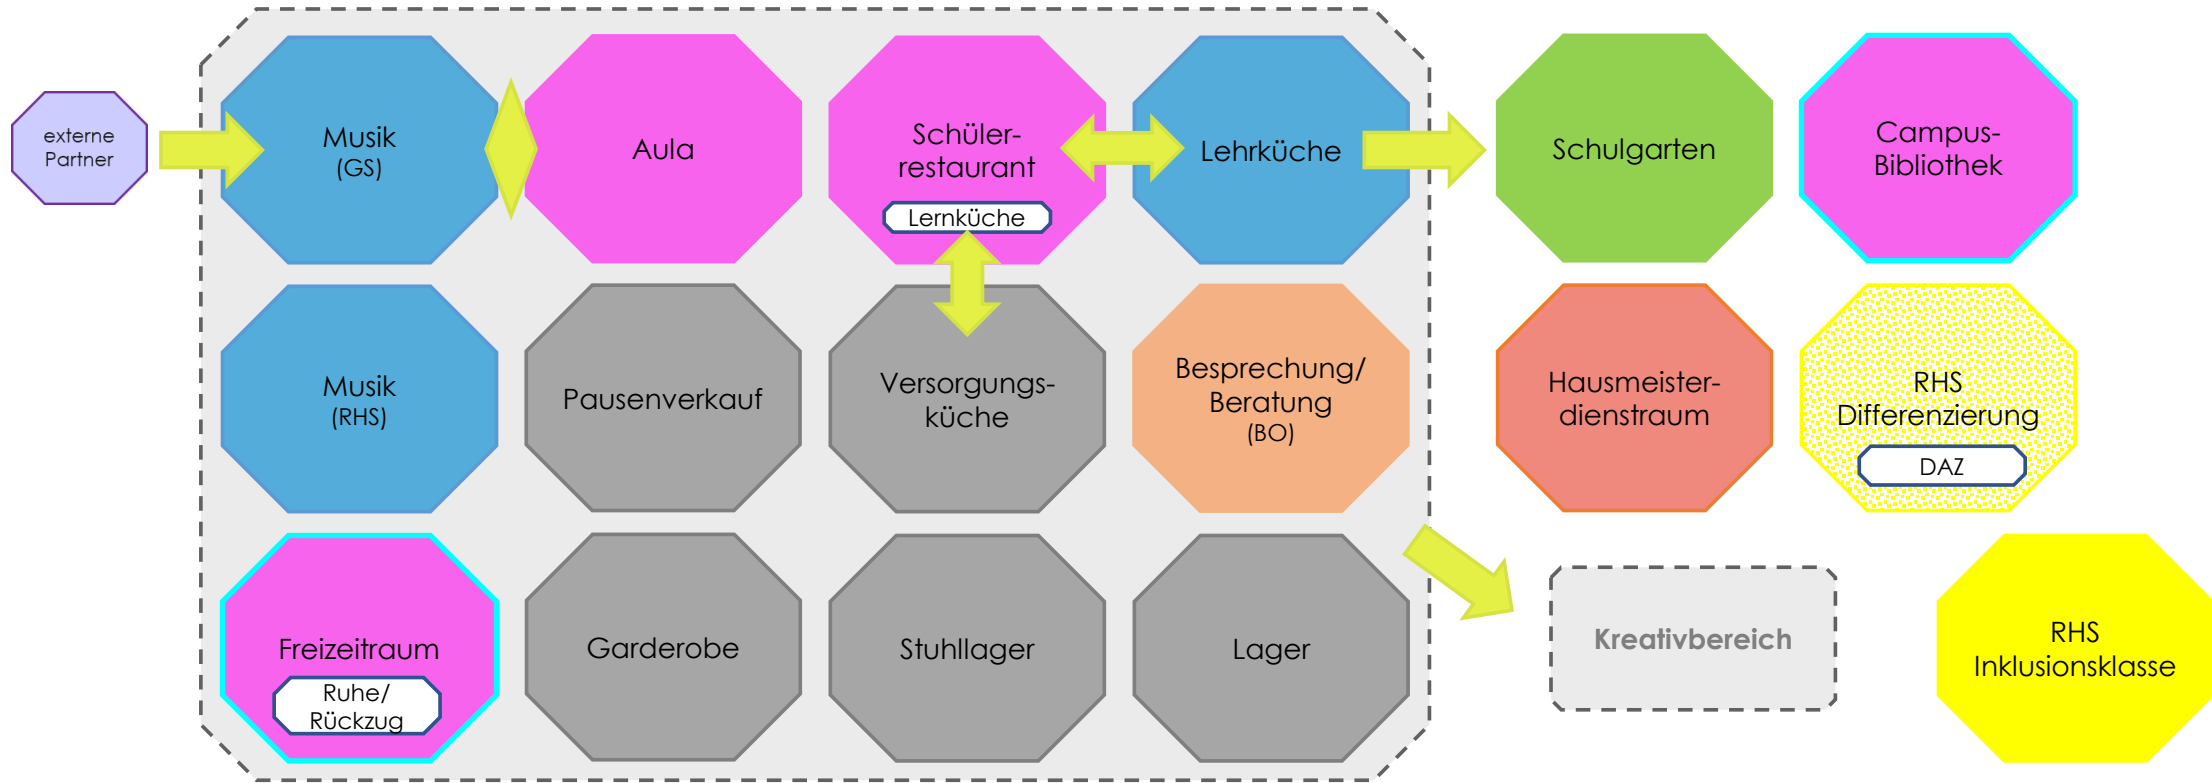 externe
Partner
Musik
(GS)
Aula
Schüler-
restaurant
Lernküche
Lehrküche
Schulgarten
Campus-
Bibliothek
Musik
(RHS)
Pausenverkauf
Versorgungs-
küche
Besprechung/
Beratung
(BO)
Hausmeister-
dienstraum
RHS
Differenzierung
DAZ
Freizeitraum
Ruhe/
Rückzug
Garderobe
Stuhllager
Lager
Kreativbereich
RHS
Inklusionsklasse